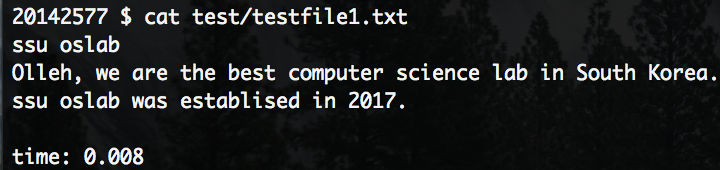 20142577 $ cat test/testfile1.txt
ssu oslab
Olleh, we are the best computer science lab in South Korea.
ssu oslab was establised in 2017.
time: 0.008